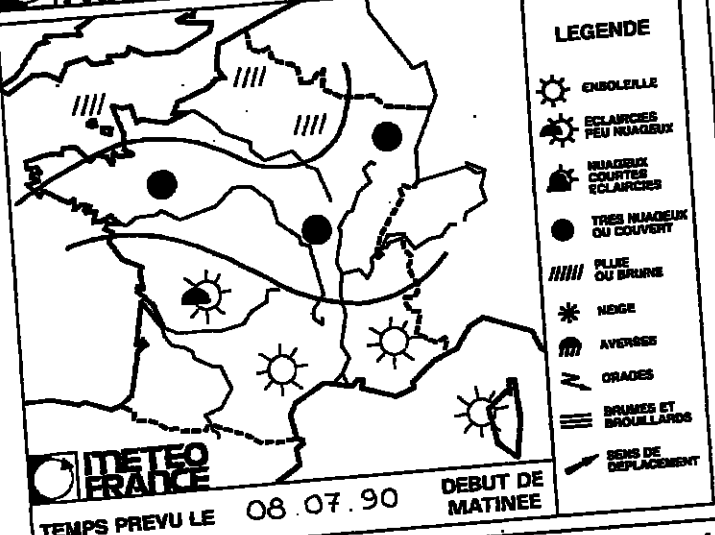 LEGENDE
ENSOLEILLE
ECLAIRCIES
PEU NUAGEUX
NUAGEUX
COURTES
ECLAIRCIES
TRES NUAGEUX
OU COUVERT
PLUIE
OU BRUINE
NEIGE
AVERSES
ORAGES
BRUMES ET
BROUILLARDS
SENS DE
DEPLACEMENT
METEO
FRANCE
TEMPS PREVU LE 08.07.90 DEBUT DE
MATINEE